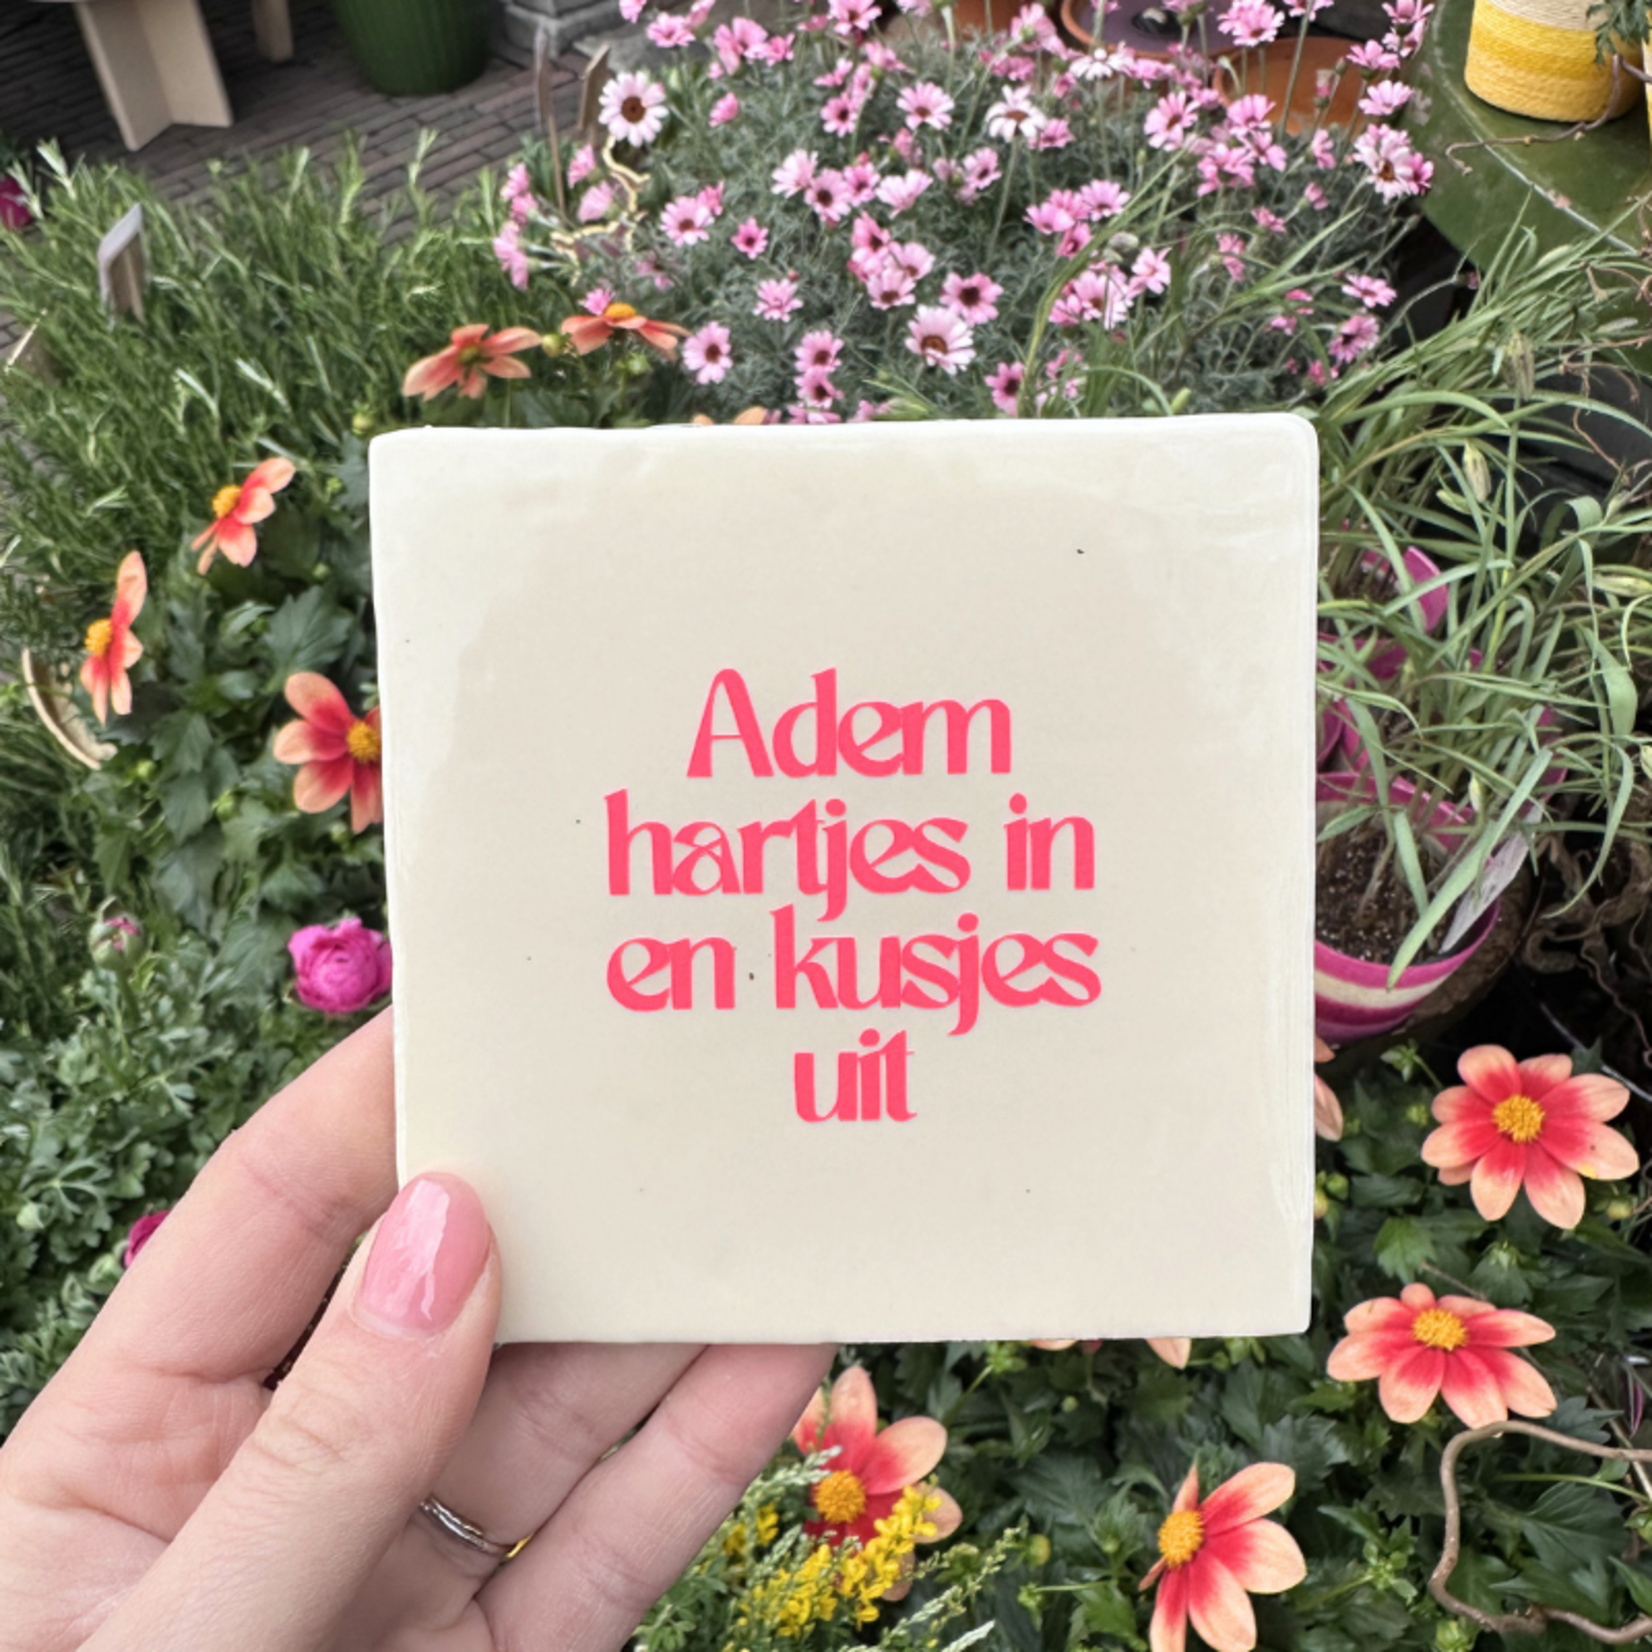 Adem
hartjes in
en kusjes
uit